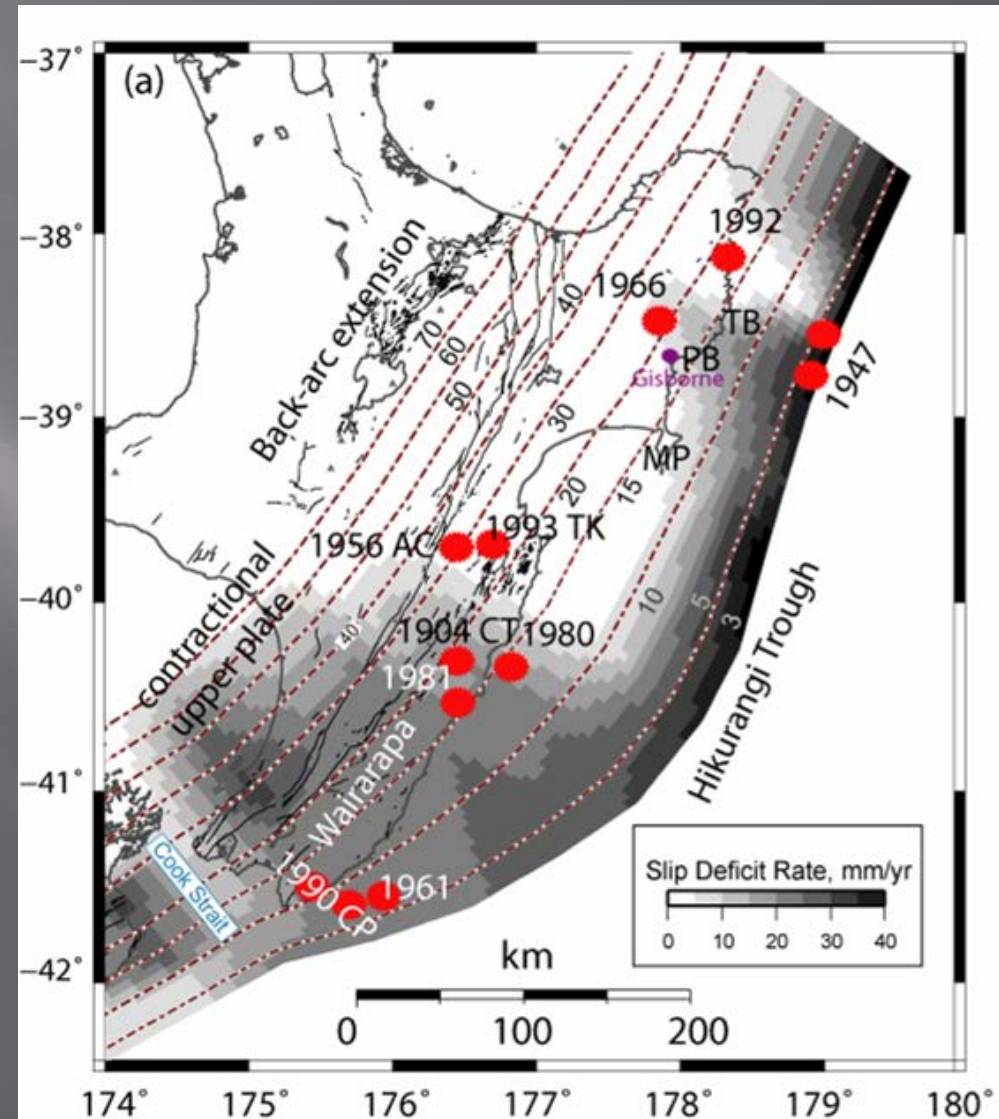 (a)
−37°
−38°
−39°
−40°
−41°
−42°
1992
1966
TB
PB
Gisborne
1947
MP
Back-arc extension
70
60
50
40
30
20
15
10
5
3
1993 TK
1956 AC
contractional
upper plate
40
1904 CT
1980
1981
Wairarapa
Hikurangi Trough
Cook Strait
1990 CP
1961
Slip Deficit Rate, mm/yr
0 10 20 30 40
km
0 100 200
174° 175° 176° 177° 178° 179° 180°